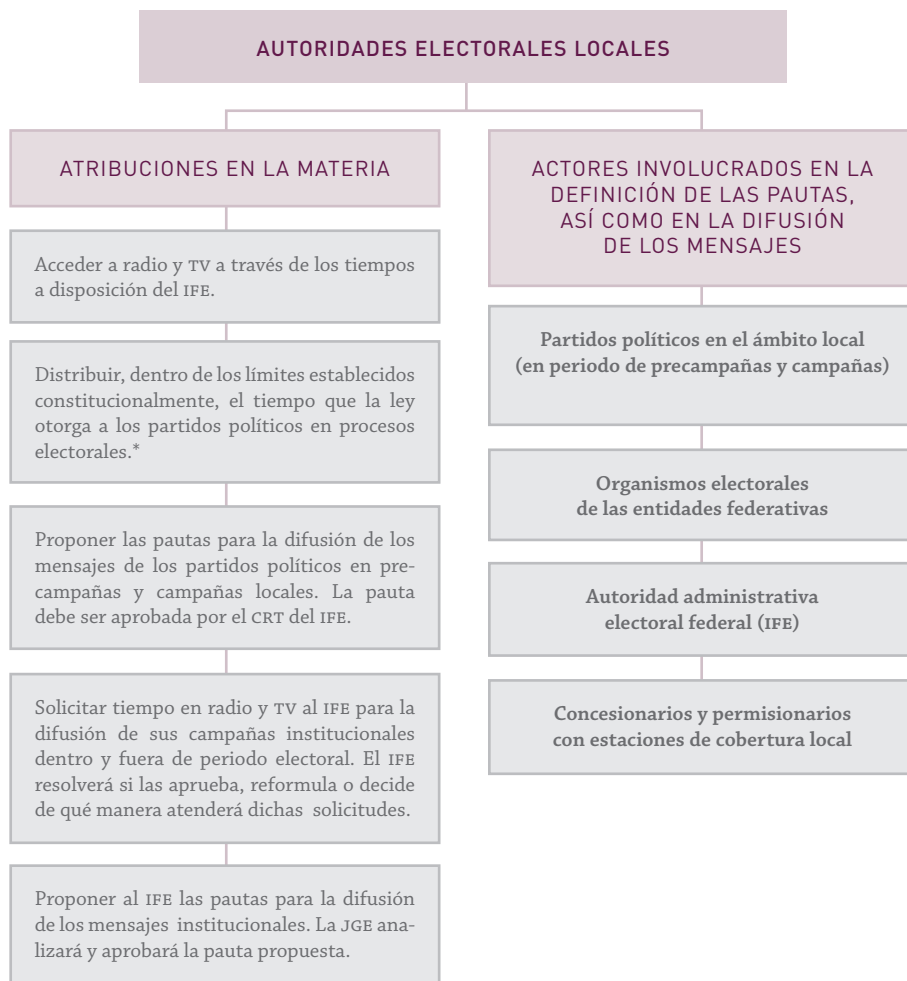 AUTORIDADES ELECTORALES LOCALES
ATRIBUCIONES EN LA MATERIA
Acceder a radio y TV a través de los tiempos
a disposición del IFE.
Distribuir, dentro de los límites establecidos
constitucionalmente, el tiempo que la ley
otorga a los partidos políticos en procesos
electorales.*
Proponer las pautas para la difusión de los
mensajes de los partidos políticos en pre-
campañas y campañas locales. La pauta
debe ser aprobada por el CRT del IFE.
Solicitar tiempo en radio y TV al IFE para la
difusión de sus campañas institucionales
dentro y fuera de periodo electoral. El IFE
resolverá si las aprueba, reformula o decide
de qué manera atenderá dichas solicitudes.
Proponer al IFE las pautas para la difusión
de los mensajes institucionales. La JGE ana-
lizará y aprobará la pauta propuesta.
ACTORES INVOLUCRADOS EN LA
DEFINICIÓN DE LAS PAUTAS,
ASÍ COMO EN LA DIFUSIÓN
DE LOS MENSAJES
Partidos políticos en el ámbito local
(en periodo de precampañas y campañas)
Organismos electorales
de las entidades federativas
Autoridad administrativa
electoral federal (IFE)
Concesionarios y permisionarios
con estaciones de cobertura local